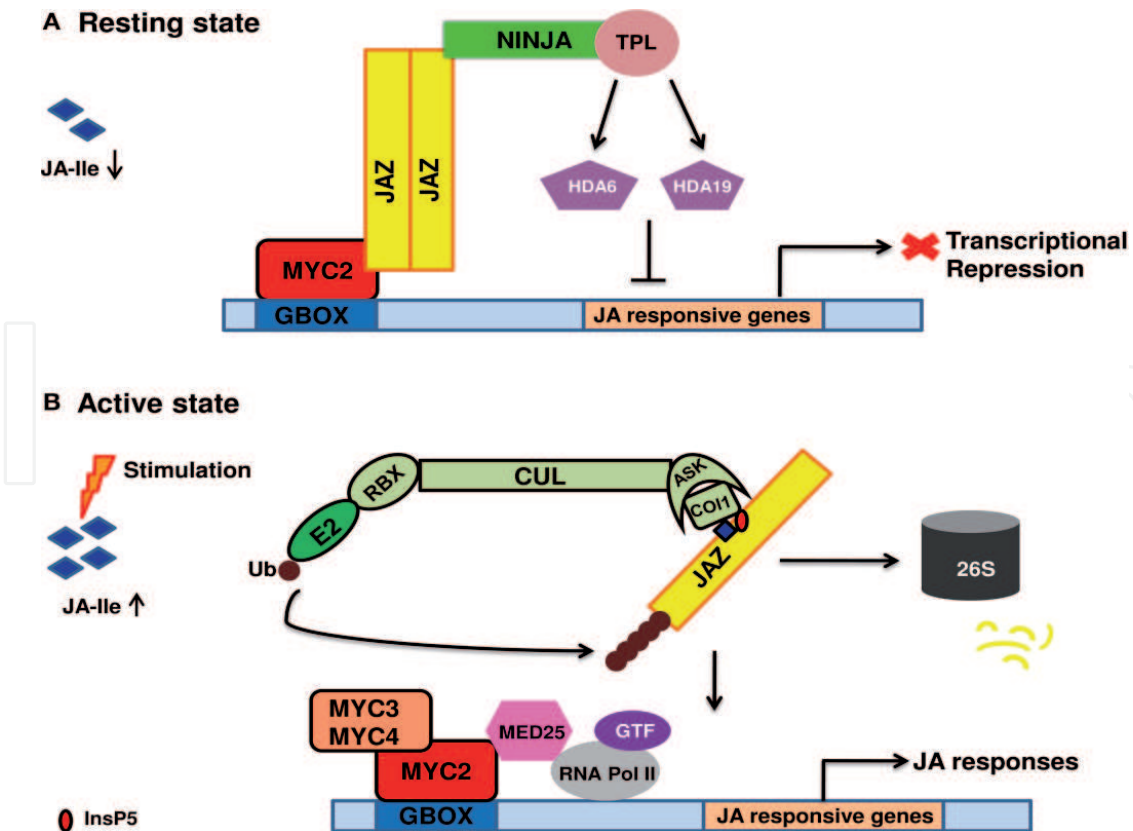 A Resting state
NINJA
TPL
JA-Ile ↓
JAZ
JAZ
HDA6
HDA19
MYC2
GBOX
JA responsive genes
Transcriptional
Repression
B Active state
Stimulation
JA-Ile ↑
Ub
E2
RBX
CUL
ASK
COI1
JAZ
26S
MYC3
MYC4
MYC2
GBOX
MED25
GTF
RNA Pol II
JA responsive genes
JA responses
InsP5